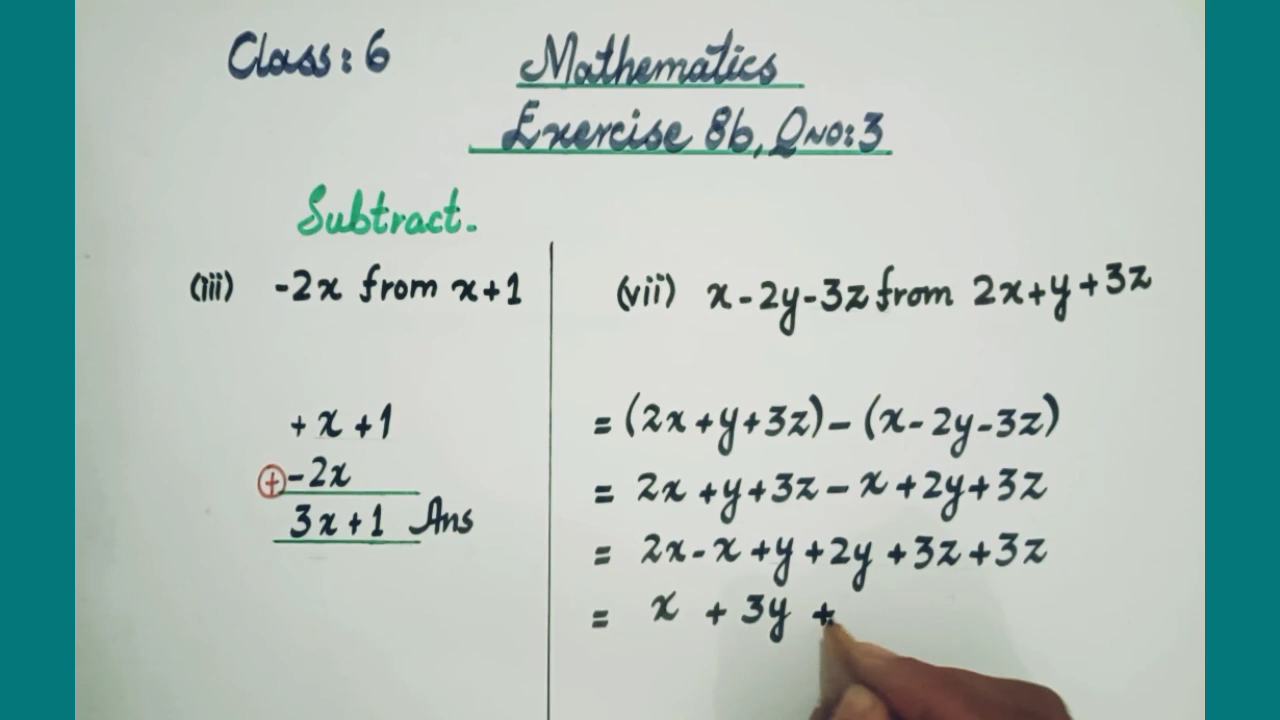 Class: 6
Mathematics
Exercise 8b, Qno: 3
Subtract.
(iii) -2x from x+1
+ x + 1
⊕ -2x
3x + 1 Ans
(vii) x - 2y - 3z from 2x + y + 3z
= (2x + y + 3z) - (x - 2y - 3z)
= 2x + y + 3z - x + 2y + 3z
= 2x - x + y + 2y + 3z + 3z
= x + 3y +